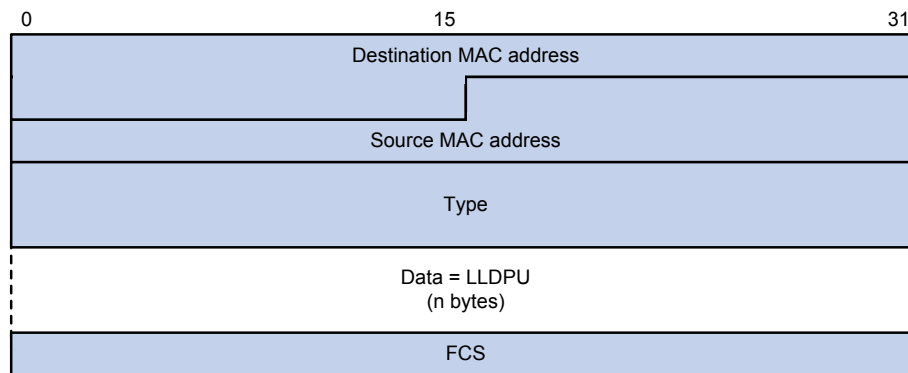 0 15 31
Destination MAC address
Source MAC address
Type
Data = LLDPU
(n bytes)
FCS